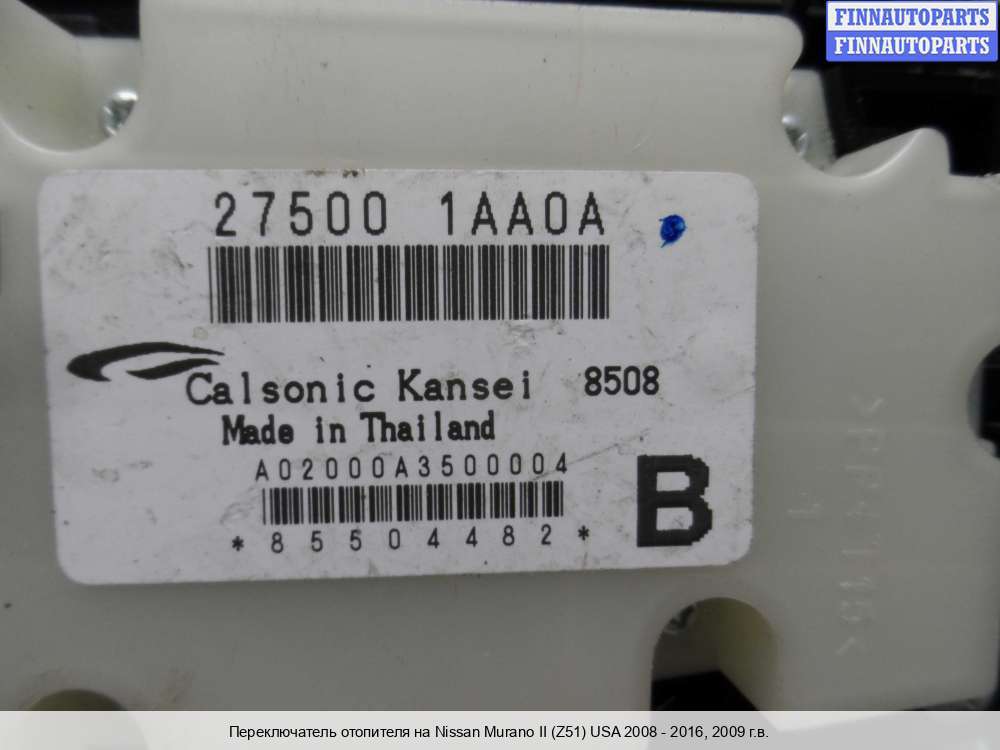 FINNAUTOPARTS
FINNAUTOPARTS
27500 1AA0A
Calsonic Kansei 8508
Made in Thailand
A02000A3500004
*85504482*
B
Переключатель отопителя на Nissan Murano II (Z51) USA 2008 - 2016, 2009 г.в.